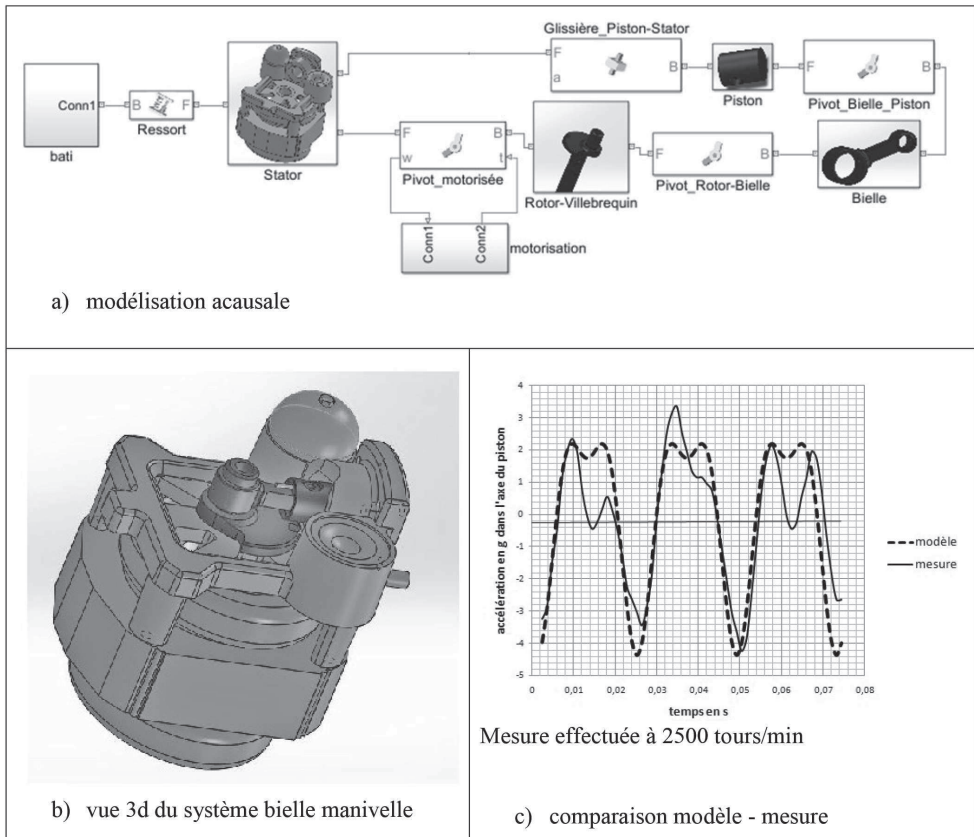 Glissière_Piston-Stator
F
a
B
Piston
F
B
Pivot_Bielle_Piston
Conn1
bati
B
F
Ressort
Stator
F
B
w
t
Pivot_motorisée
Rotor-Villebrequin
F
B
Pivot_Rotor-Bielle
Bielle
Conn1
Conn2
motorisation
a) modélisation acausale
b) vue 3d du système bielle manivelle
accélération en g dans l'axe du piston
4
3
2
1
0
-1
-2
-3
-4
-5
0
0,01
0,02
0,03
0,04
0,05
0,06
0,07
0,08
temps en s
modèle
mesure
Mesure effectuée à 2500 tours/min
c) comparaison modèle - mesure